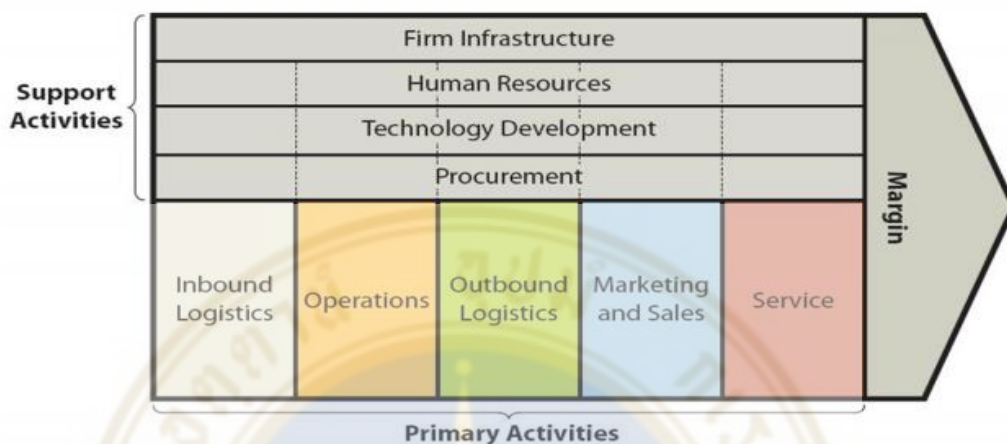 Firm Infrastructure
Human Resources
Support
Activities
Technology Development
Procurement
Margin
Inbound
Logistics
Operations
Outbound
Logistics
Marketing
and Sales
Service
Primary Activities